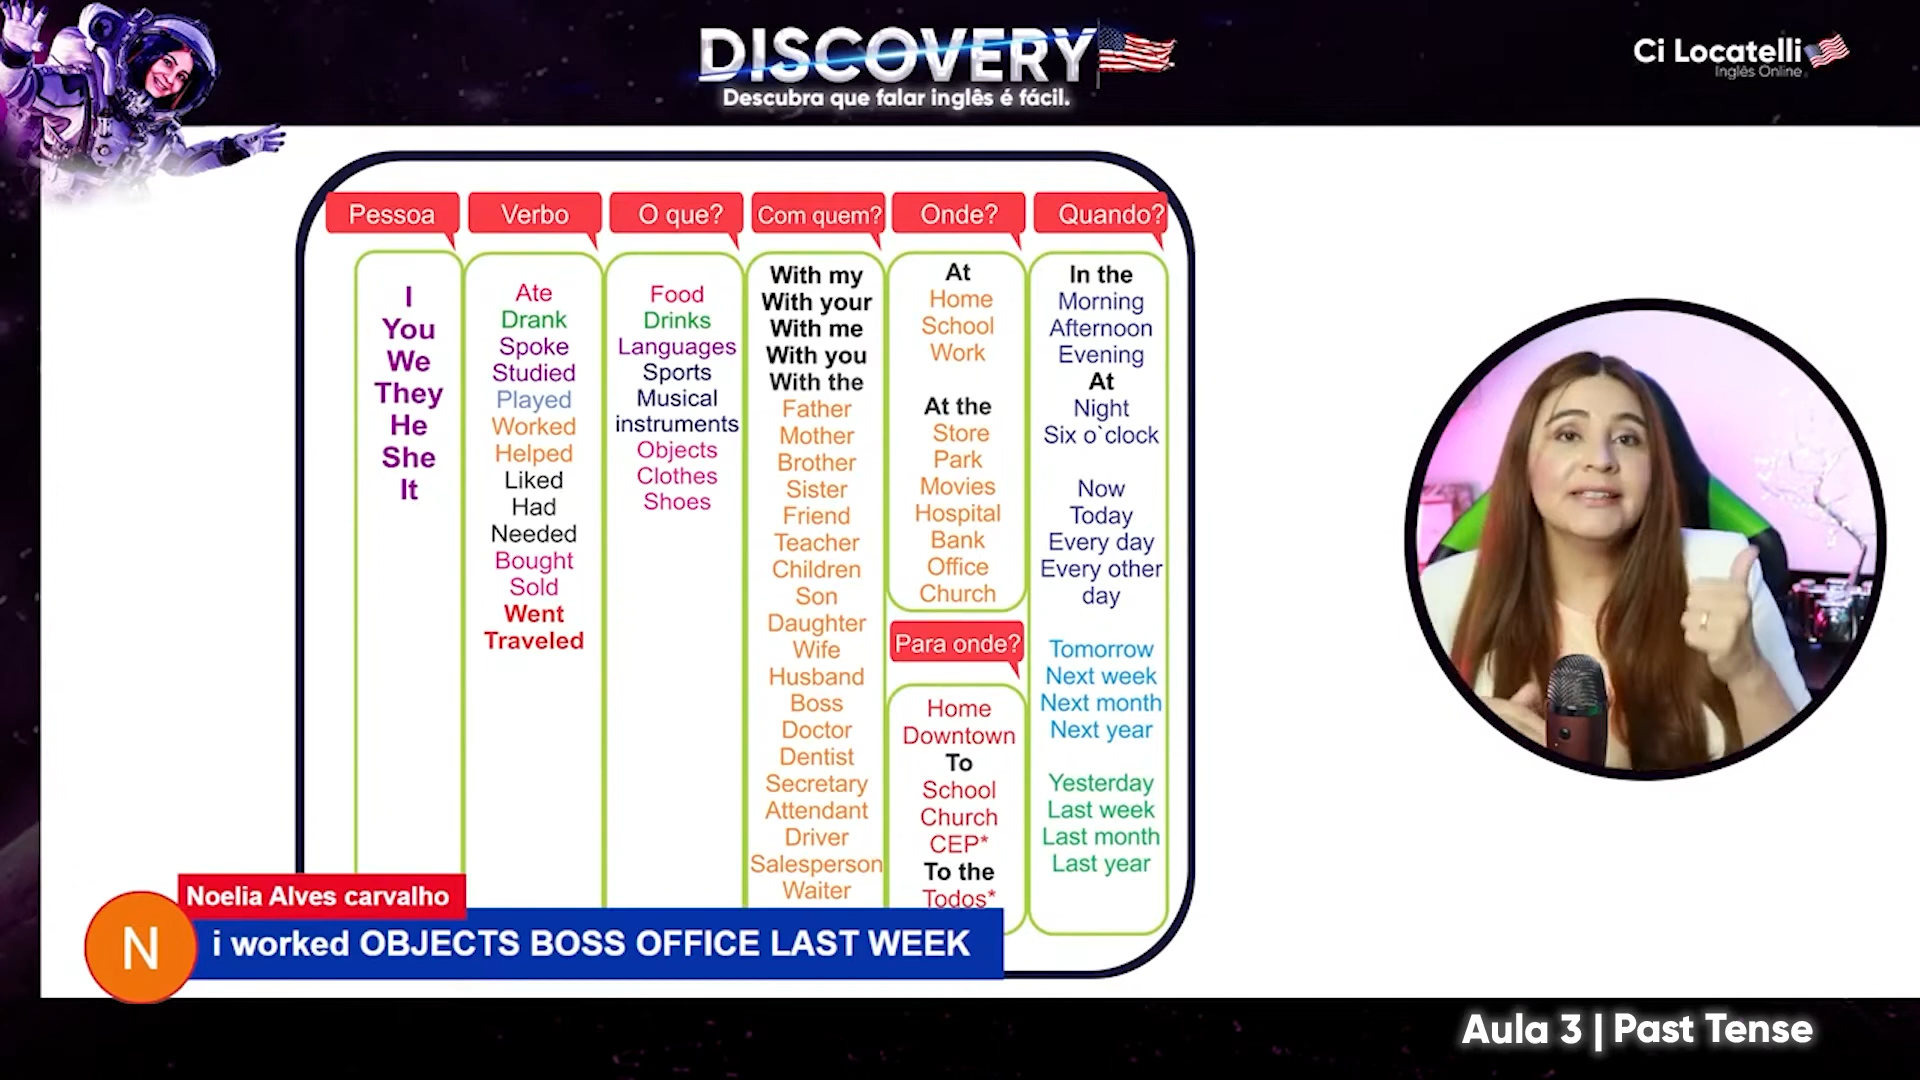 DISCOVERY
Descubra que falar inglês é fácil.
Ci Locatelli
Inglês Online
Pessoa
I
You
We
They
He
She
It
Verbo
Ate
Drank
Spoke
Studied
Played
Worked
Helped
Liked
Had
Needed
Bought
Sold
Went
Traveled
O que?
Food
Drinks
Languages
Sports
Musical
instruments
Objects
Clothes
Shoes
Com quem?
With my
With your
With me
With you
With the
Father
Mother
Brother
Sister
Friend
Teacher
Children
Son
Daughter
Wife
Husband
Boss
Doctor
Dentist
Secretary
Attendant
Driver
Salesperson
Waiter
Onde?
At
Home
School
Work
At the
Store
Park
Movies
Hospital
Bank
Office
Church
Para onde?
Home
Downtown
To
School
Church
CEP*
To the
Todos*
Quando?
In the
Morning
Afternoon
Evening
At
Night
Six o`clock
Now
Today
Every day
Every other
day
Tomorrow
Next week
Next month
Next year
Yesterday
Last week
Last month
Last year
Noelia Alves carvalho
N
i worked OBJECTS BOSS OFFICE LAST WEEK
Aula 3 | Past Tense